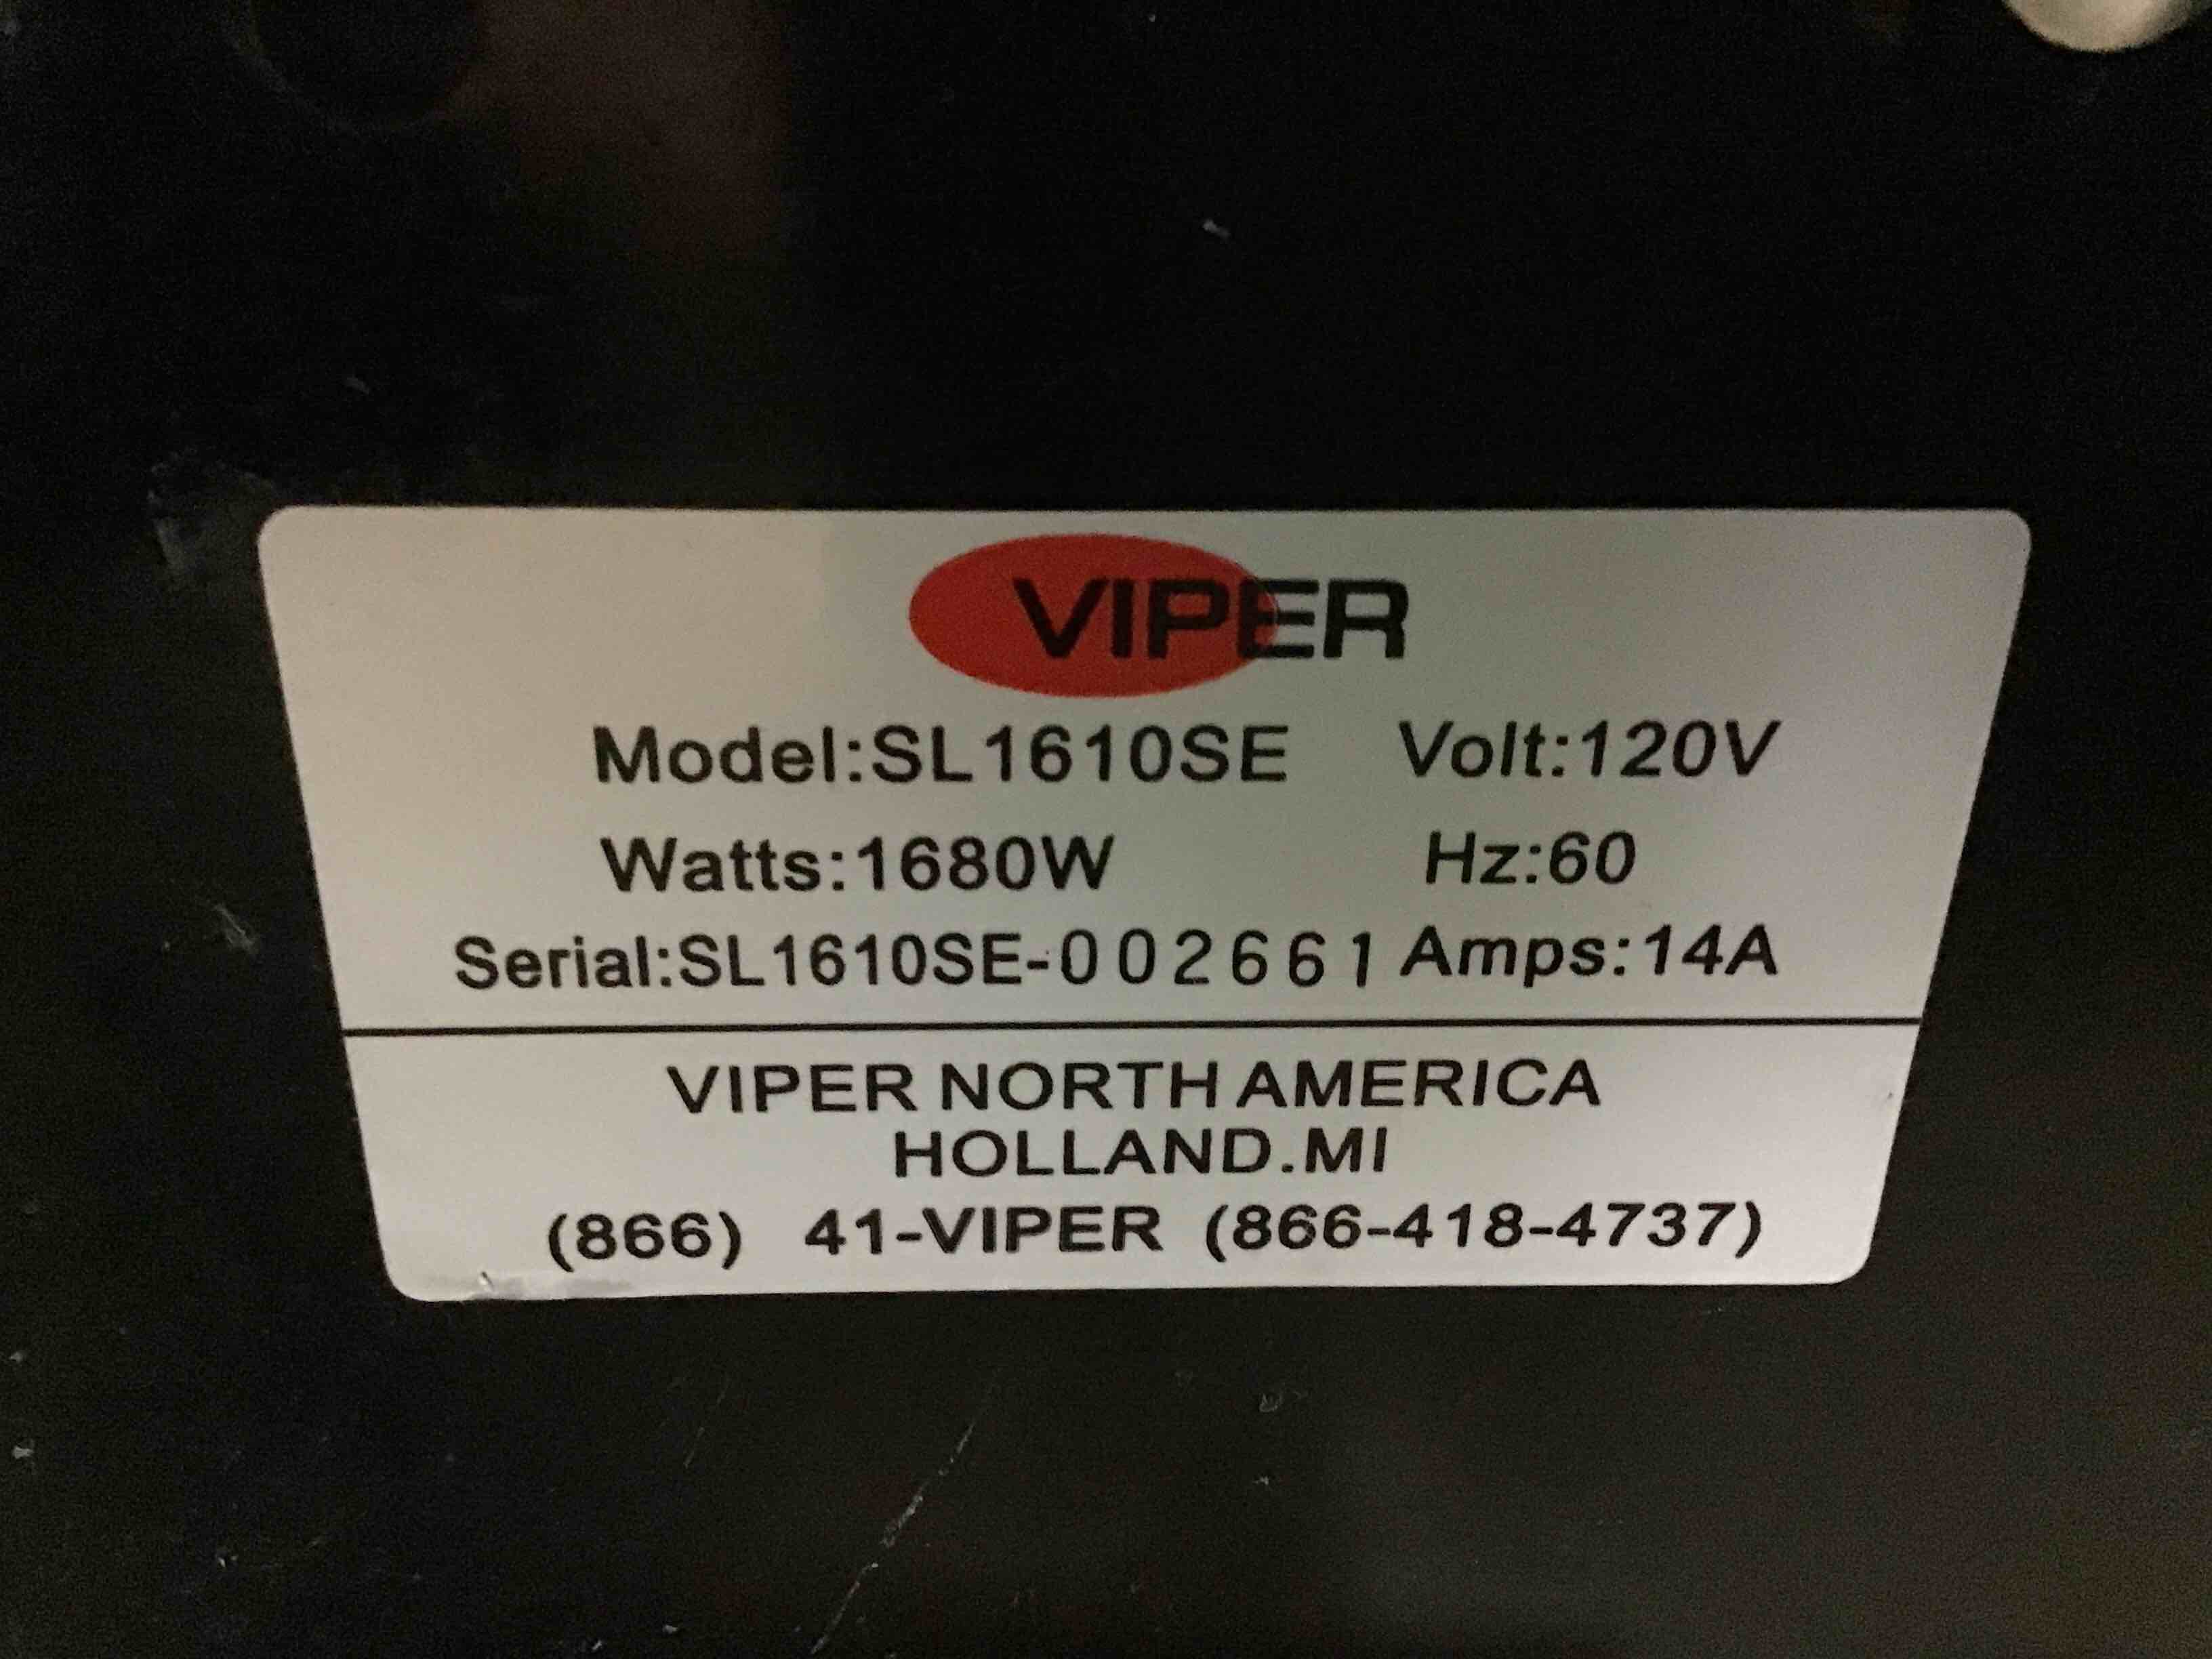 VIPER
Model:SL1610SE Volt:120V
Watts:1680W Hz:60
Serial:SL1610SE-002661 Amps:14A
VIPER NORTH AMERICA
HOLLAND.MI
(866) 41-VIPER (866-418-4737)